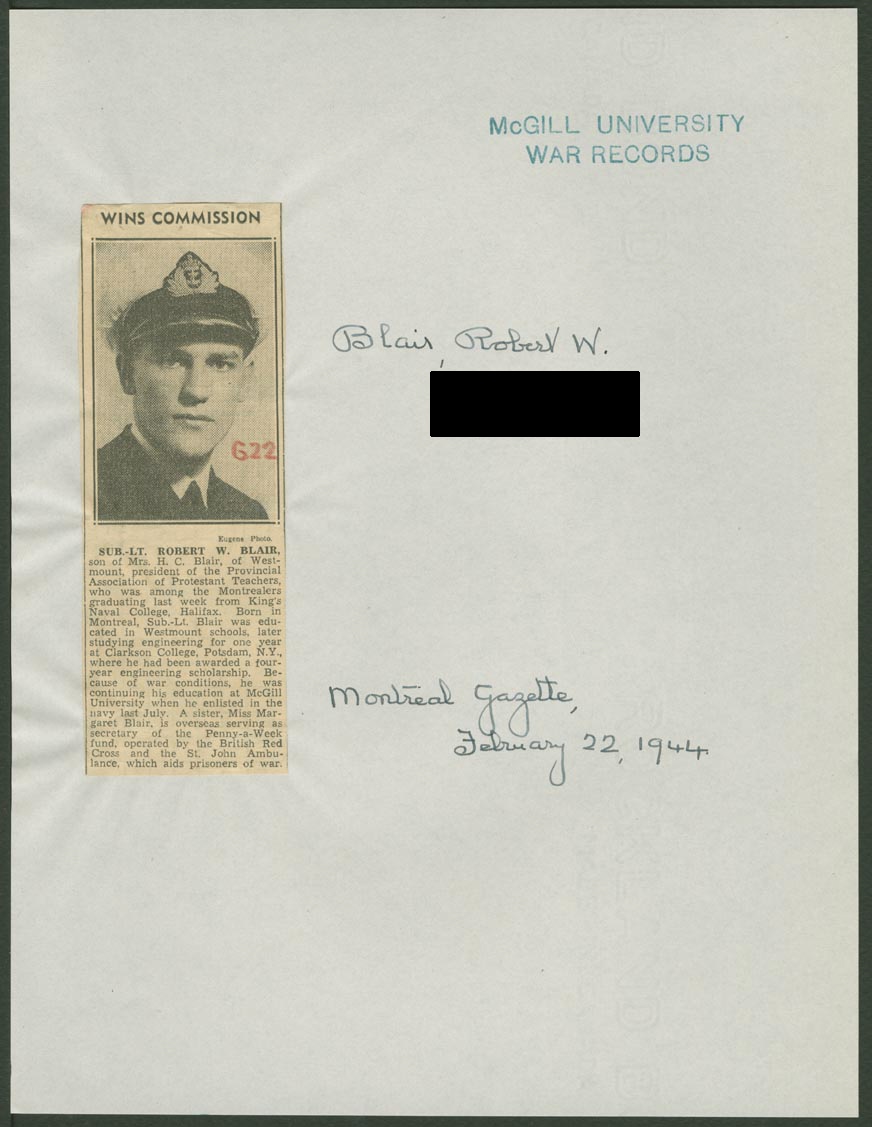 McGILL UNIVERSITY
WAR RECORDS
WINS COMMISSION
G22
Eugene Photo.
SUB.-LT. ROBERT W. BLAIR,
son of Mrs. H. C. Blair, of West-
mount, president of the Provincial
Association of Protestant Teachers,
who was among the Montrealers
graduating last week from King's
Naval College, Halifax. Born in
Montreal, Sub.-Lt. Blair was edu-
cated in Westmount schools, later
studying engineering for one year
at Clarkson College, Potsdam, N.Y.,
where he had been awarded a four-
year engineering scholarship. Be-
cause of war conditions, he was
continuing his education at McGill
University when he enlisted in the
navy last July. A sister, Miss Mar-
garet Blair, is overseas serving as
secretary of the Penny-a-Week
fund, operated by the British Red
Cross and the St. John Ambu-
lance, which aids prisoners of war.
Blair, Robert W.
Montreal Gazette,
February 22, 1944